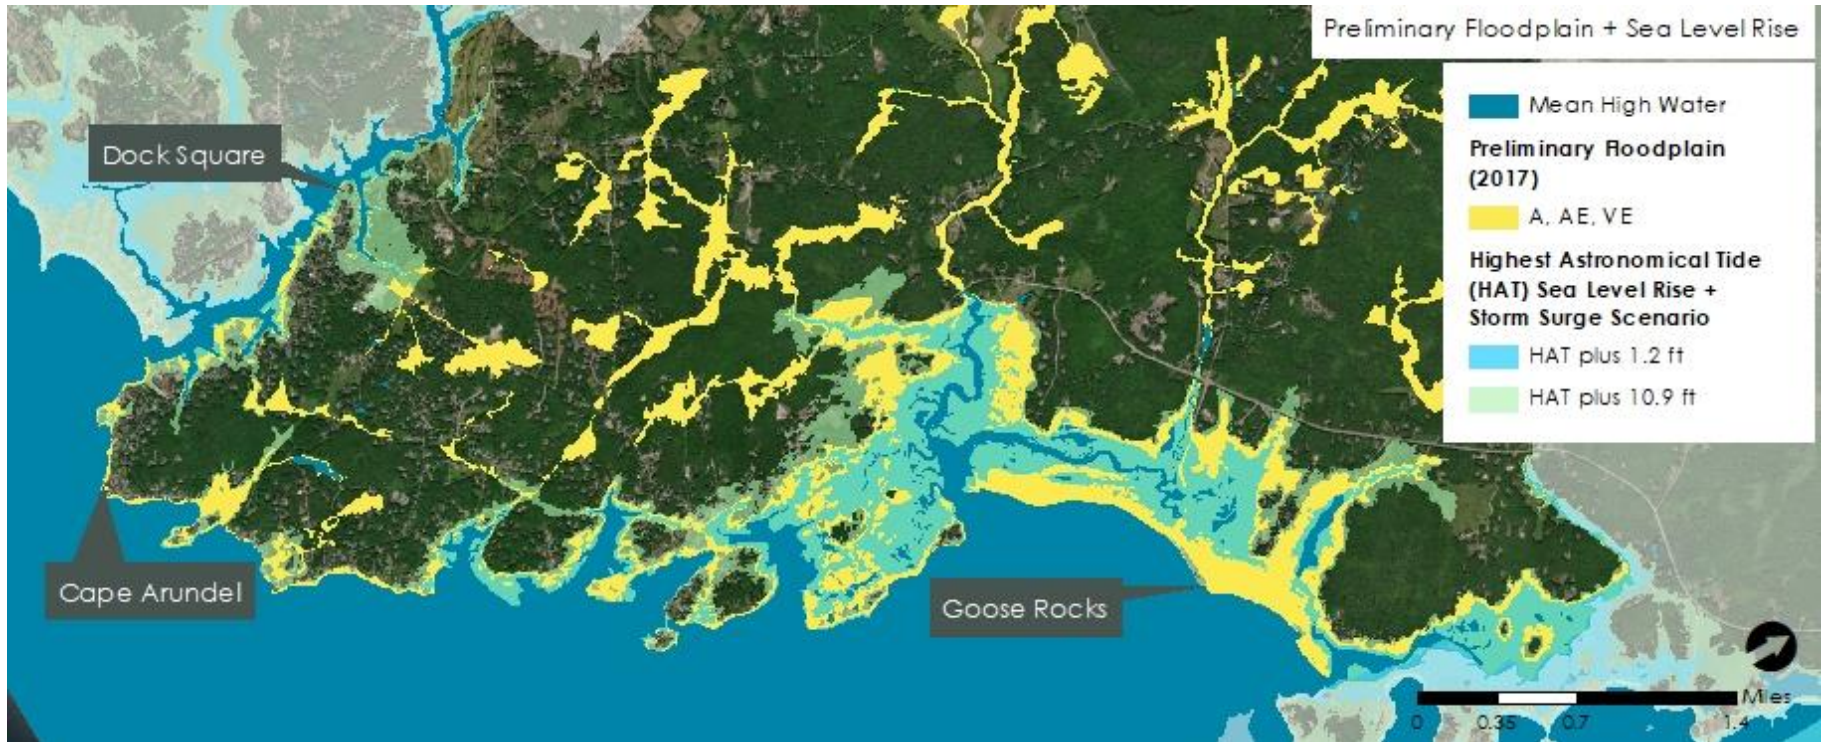 Preliminary Floodplain + Sea Level Rise
Mean High Water
Preliminary Floodplain
(2017)
A, AE, VE
Highest Astronomical Tide
(HAT) Sea Level Rise +
Storm Surge Scenario
HAT plus 1.2 ft
HAT plus 10.9 ft
Dock Square
Cape Arundel
Goose Rocks
Miles
0 0.35 0.7 1.4